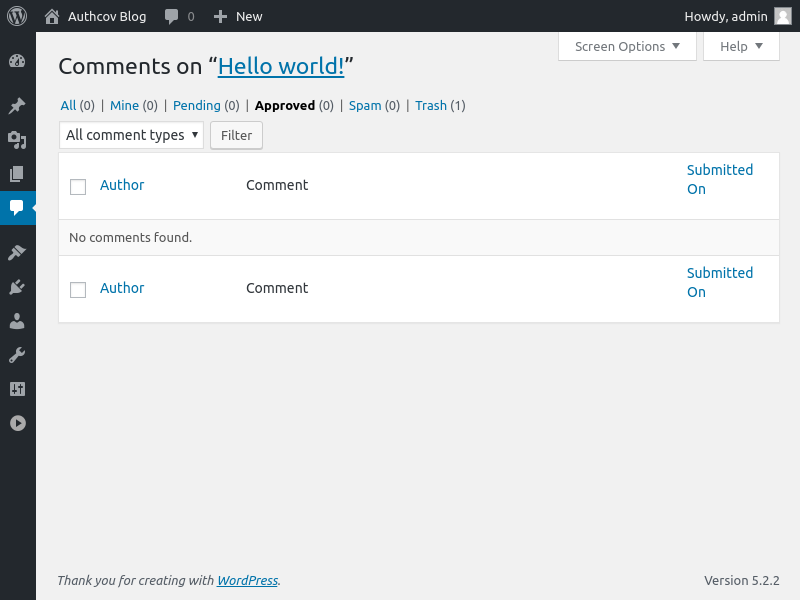 Authcov Blog 0 New Howdy, admin
Screen Options Help
Comments on “Hello world!”
All (0) | Mine (0) | Pending (0) | Approved (0) | Spam (0) | Trash (1)
All comment types Filter
Author Comment Submitted On
No comments found.
Author Comment Submitted On
Thank you for creating with WordPress. Version 5.2.2